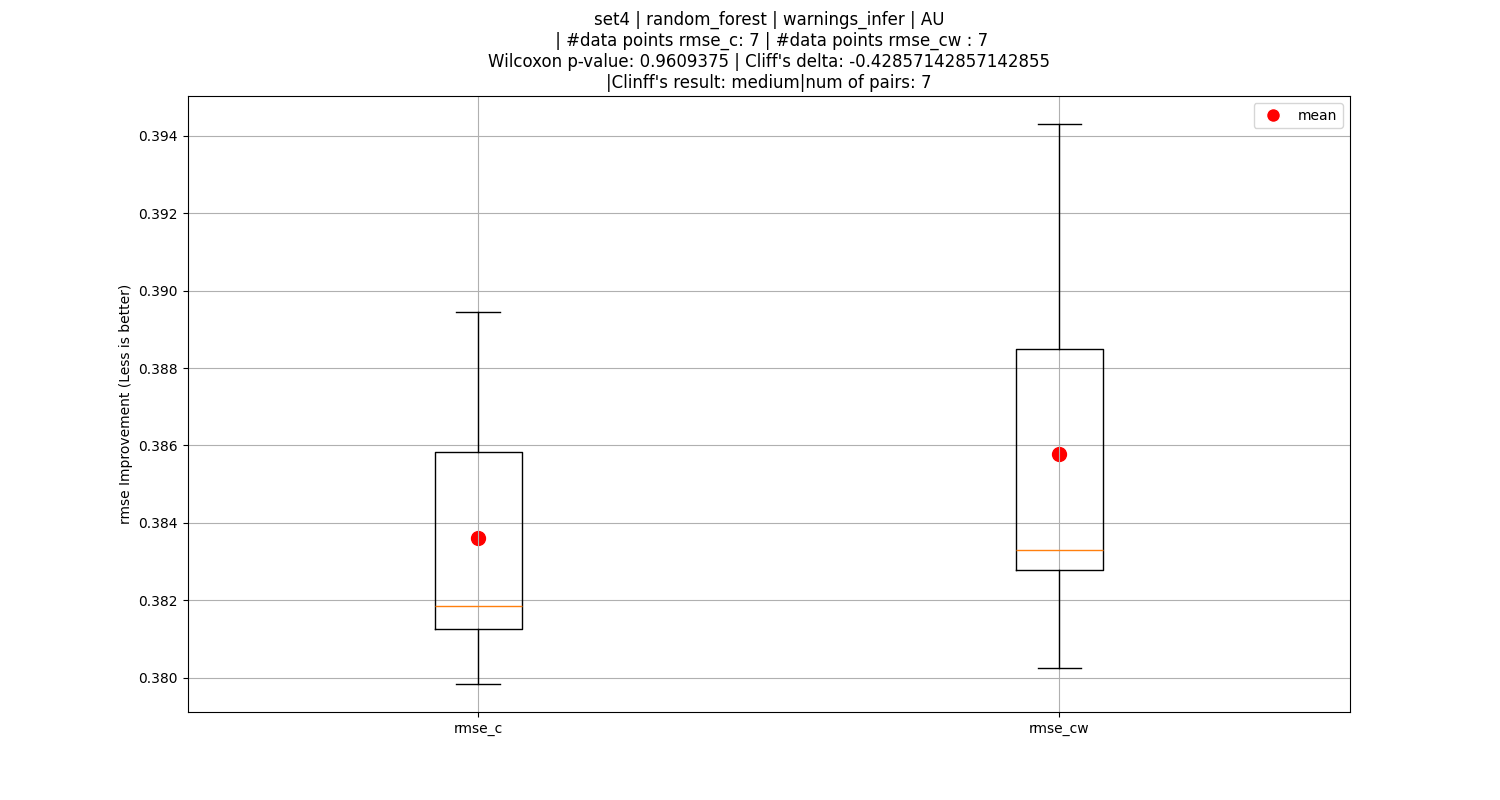 set4 | random_forest | warnings_infer | AU
| #data points rmse_c: 7 | #data points rmse_cw : 7
Wilcoxon p-value: 0.9609375 | Cliff's delta: -0.42857142857142855
|Clinff's result: medium|num of pairs: 7
mean
rmse Improvement (Less is better)
0.394
0.392
0.390
0.388
0.386
0.384
0.382
0.380
rmse_c
rmse_cw